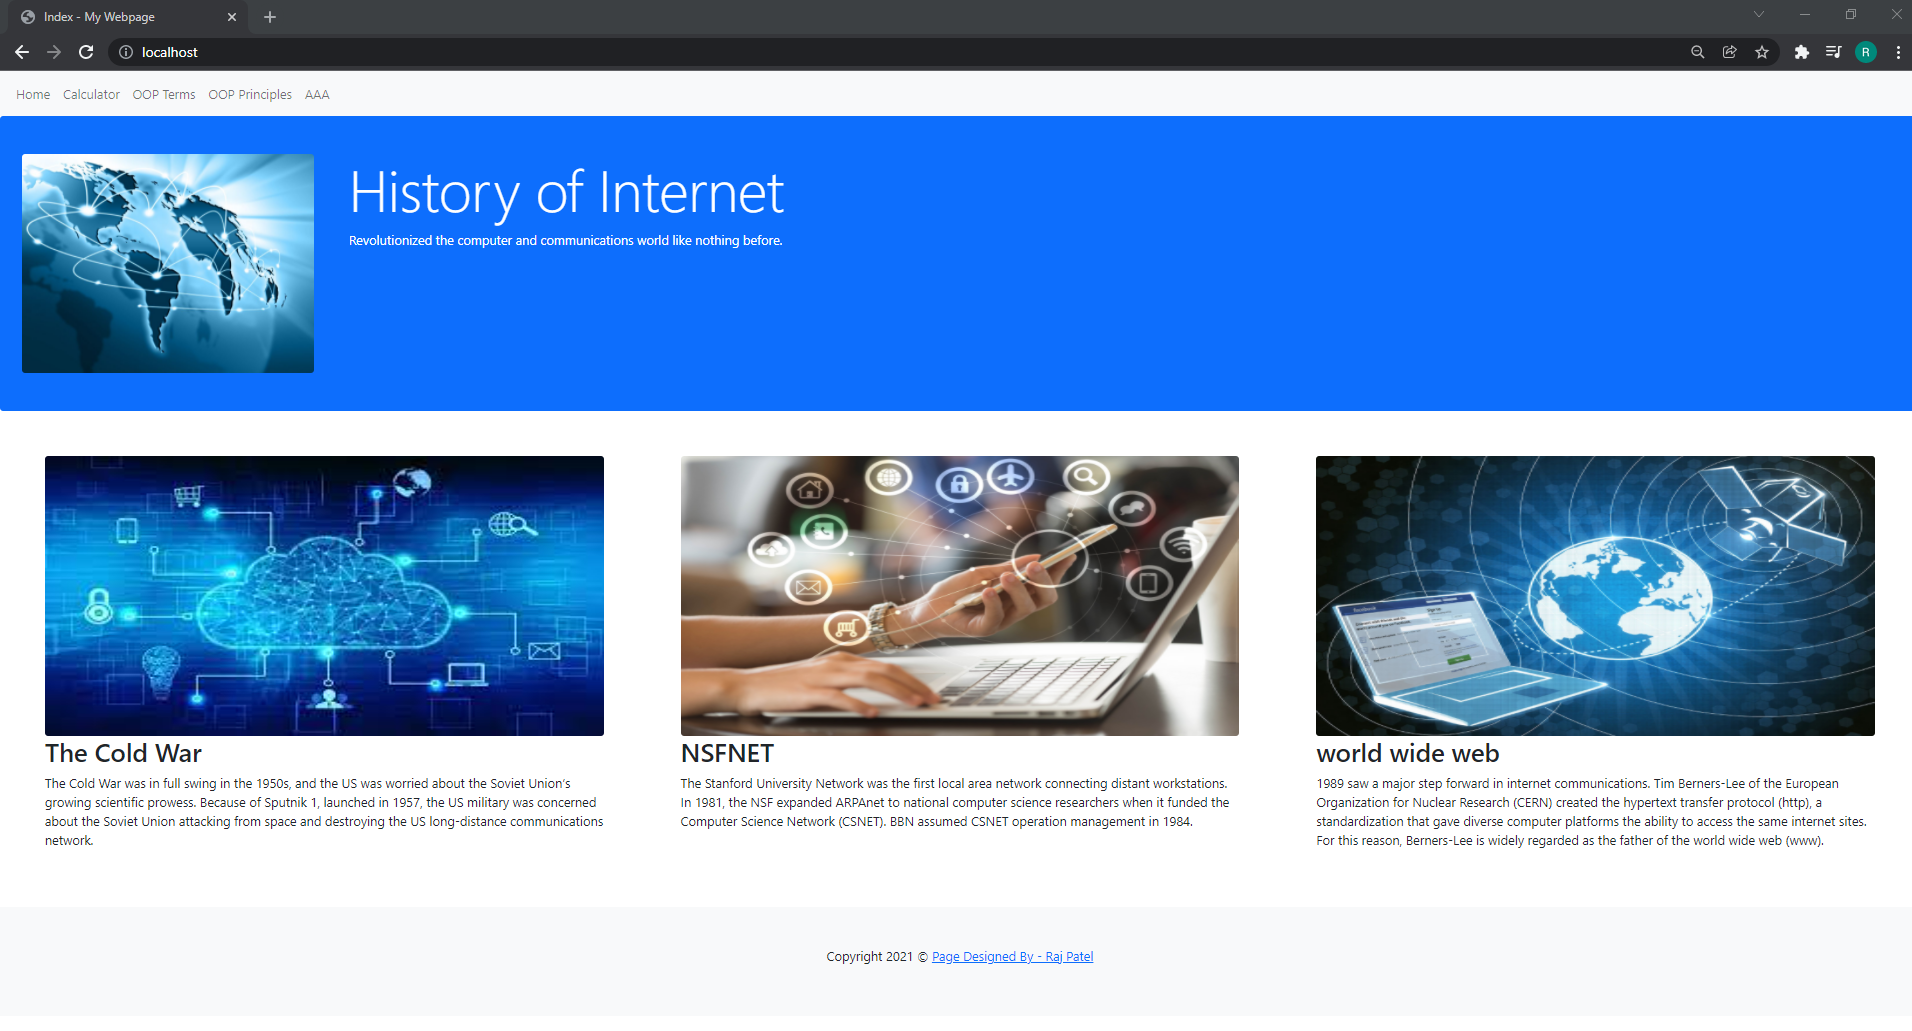 Index - My Webpage
localhost
R
Home Calculator OOP Terms OOP Principles AAA
History of Internet
Revolutionized the computer and communications world like nothing before.
The Cold War
The Cold War was in full swing in the 1950s, and the US was worried about the Soviet Union's
growing scientific prowess. Because of Sputnik 1, launched in 1957, the US military was concerned
about the Soviet Union attacking from space and destroying the US long-distance communications
network.
NSFNET
The Stanford University Network was the first local area network connecting distant workstations.
In 1981, the NSF expanded ARPAnet to national computer science researchers when it funded the
Computer Science Network (CSNET). BBN assumed CSNET operation management in 1984.
world wide web
1989 saw a major step forward in internet communications. Tim Berners-Lee of the European
Organization for Nuclear Research (CERN) created the hypertext transfer protocol (http), a
standardization that gave diverse computer platforms the ability to access the same internet sites.
For this reason, Berners-Lee is widely regarded as the father of the world wide web (www).
Copyright 2021 © Page Designed By - Raj Patel